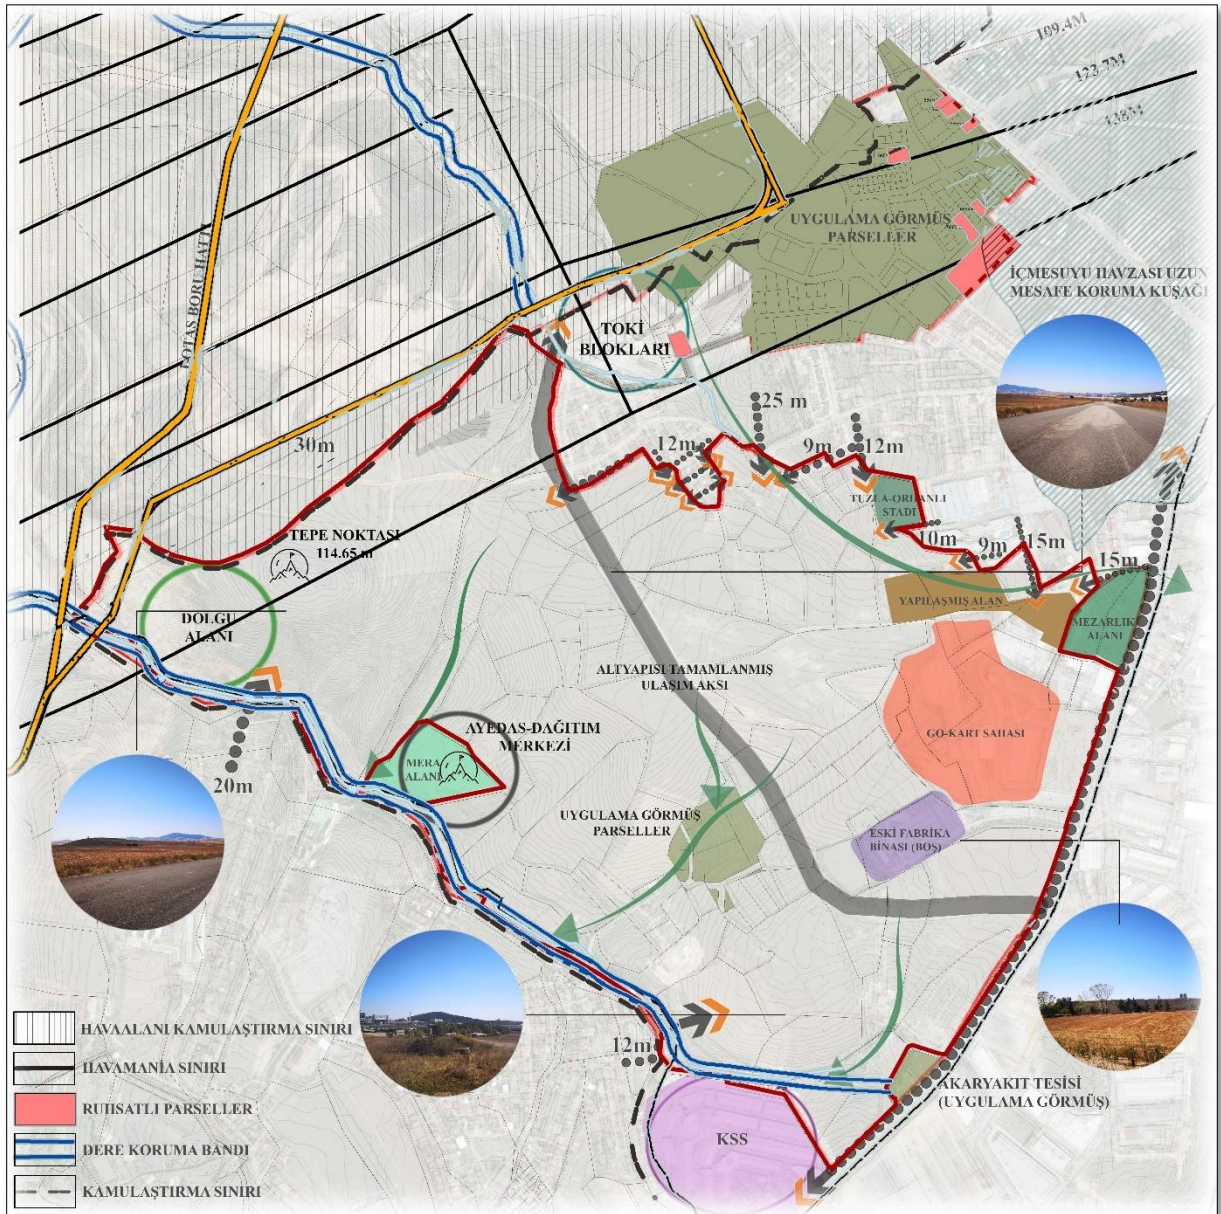 109.4M
123.7M
138M
UYGULAMA GÖRMÜŞ
PARSELLER
BOTAŞ BORU HATTI
İÇMESUYU HAVZASI UZUN
MESAFE KORUMA KUŞAĞI
TOKİ
BLOKLARI
25 m
30m
12m
9m
12m
TUZLA-ORHANLI
STADI
TEPE NOKTASI
114.65 m
10m
9m
15m
15m
YAPILAŞMIŞ ALAN
DOLGU
ALANI
MEZARLIK
ALANI
ALTYAPISI TAMAMLANMIŞ
ULAŞIM AKSI
AYEDAS-DAĞITIM
MERKEZİ
GO-KART SAHASI
MERA
ALANI
20m
UYGULAMA GÖRMÜŞ
PARSELLER
ESKİ FABRİKA
BİNASI (BOŞ)
HAVAALANI KAMULAŞTIRMA SINIRI
12m
HAVAMANİA SINIRI
AKARYAKIT TESİSİ
(UYGULAMA GÖRMÜŞ)
RUHSATLI PARSELLER
KSS
DERE KORUMA BANDI
KAMULAŞTIRMA SINIRI